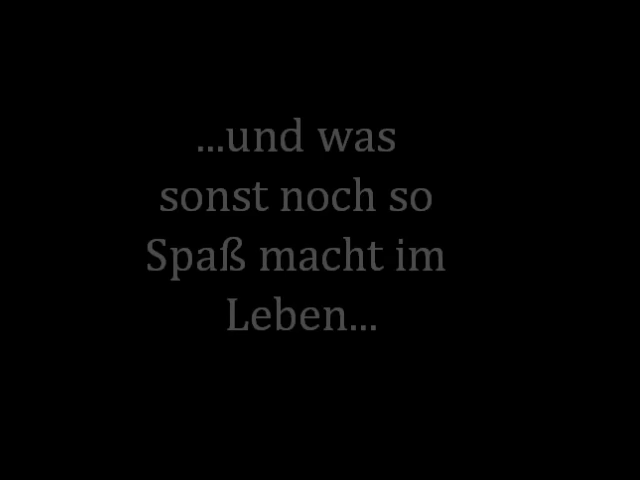 ...und was
sonst noch so
Spaß macht im
Leben...